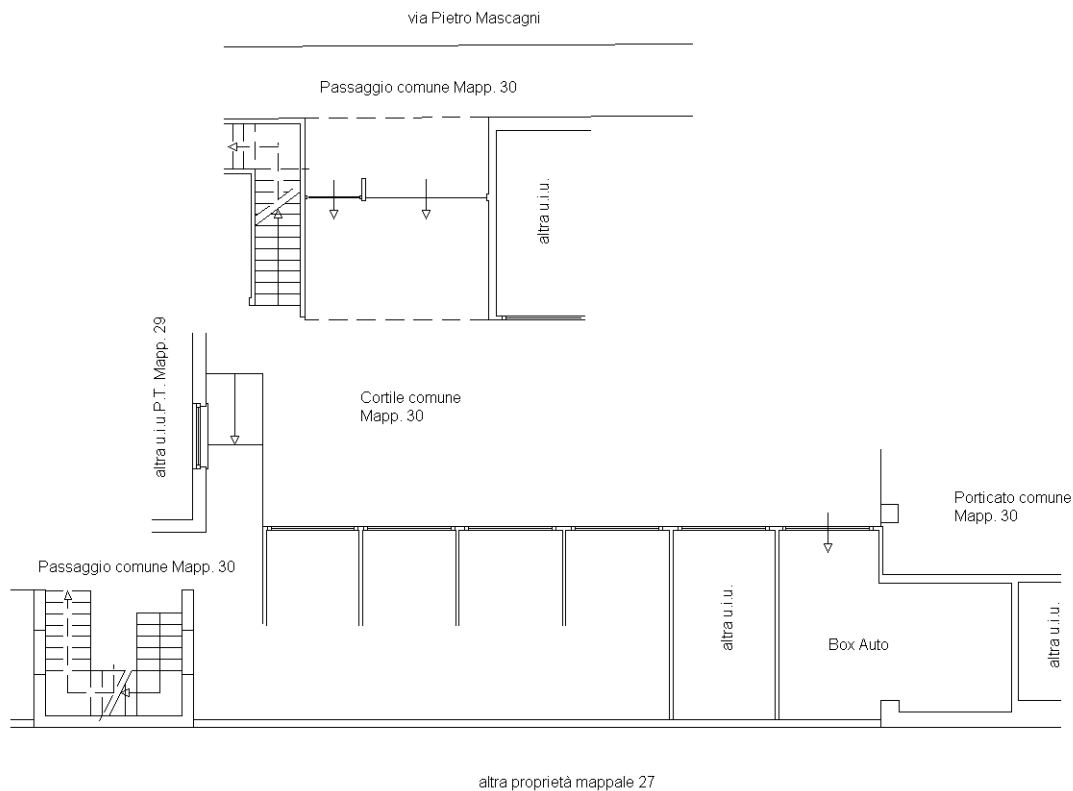 via Pietro Mascagni
Passaggio comune Mapp. 30
altra u.i.u.
altra u.i.u.P.T. Mapp. 29
Cortile comune
Mapp. 30
Porticato comune
Mapp. 30
Passaggio comune Mapp. 30
altra u.i.u.
Box Auto
altra u.i.u.
altra proprietà mappale 27